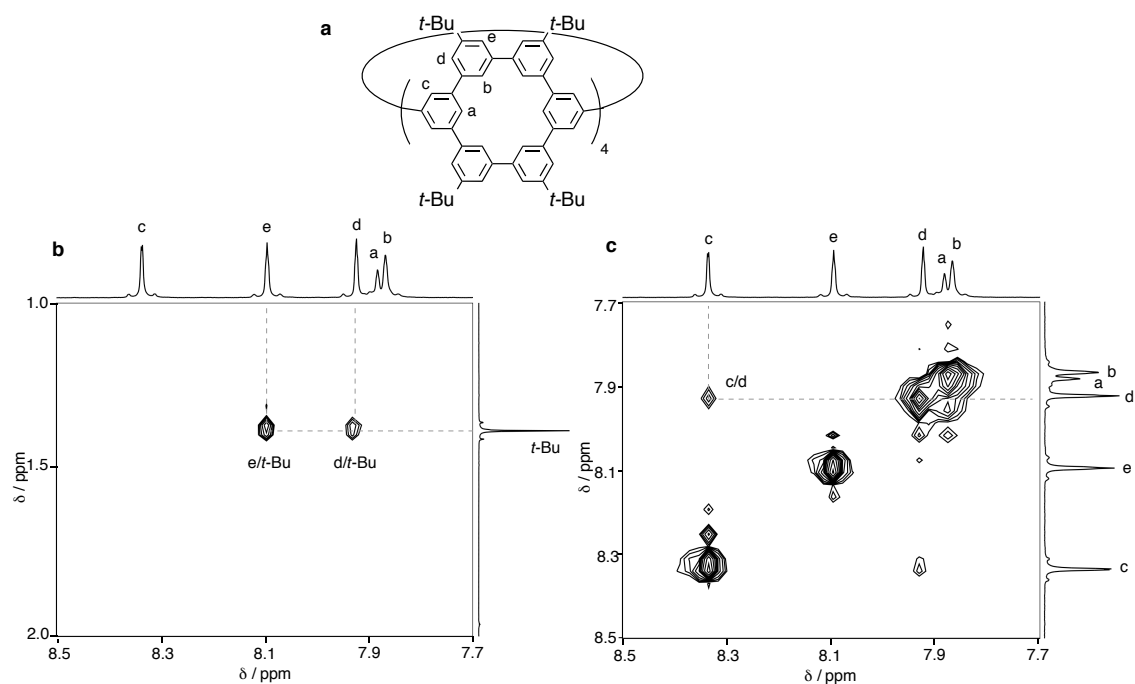 a
t-Bu t-Bu
e
d
c b
a
4
t-Bu t-Bu
b
c e d a b
1.0
1.5
2.0
δ / ppm
e/t-Bu d/t-Bu
t-Bu
8.5 8.3 8.1 7.9 7.7
δ / ppm
c
c e d a b
7.7
7.9
8.1
8.3
8.5
δ / ppm
c/d
b
a
d
e
c
8.5 8.3 8.1 7.9 7.7
δ / ppm